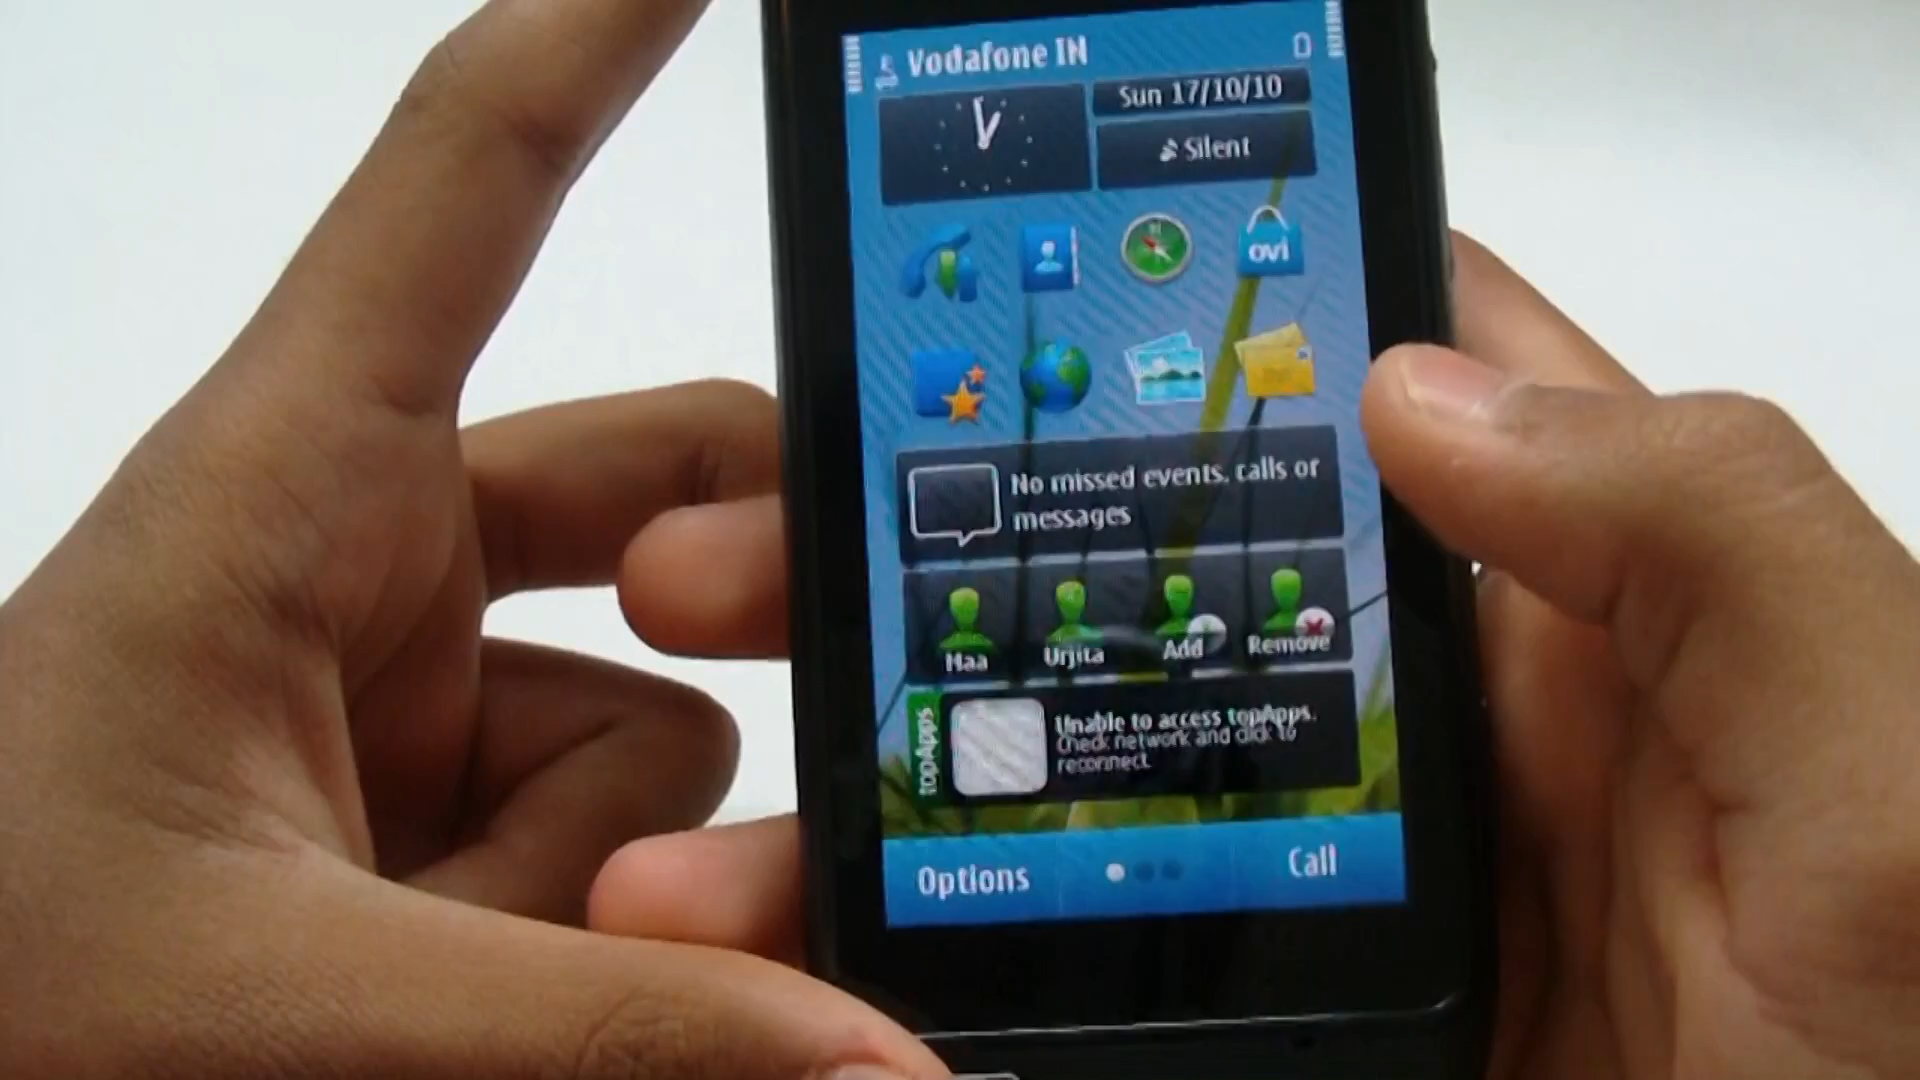 Vodafone IN
Sun 17/10/10
Silent
ovi
No missed events, calls or
messages
Maa
Urjita
Add
Remove
topApps
Unable to access topApps.
Check network and click to
reconnect.
Options
Call